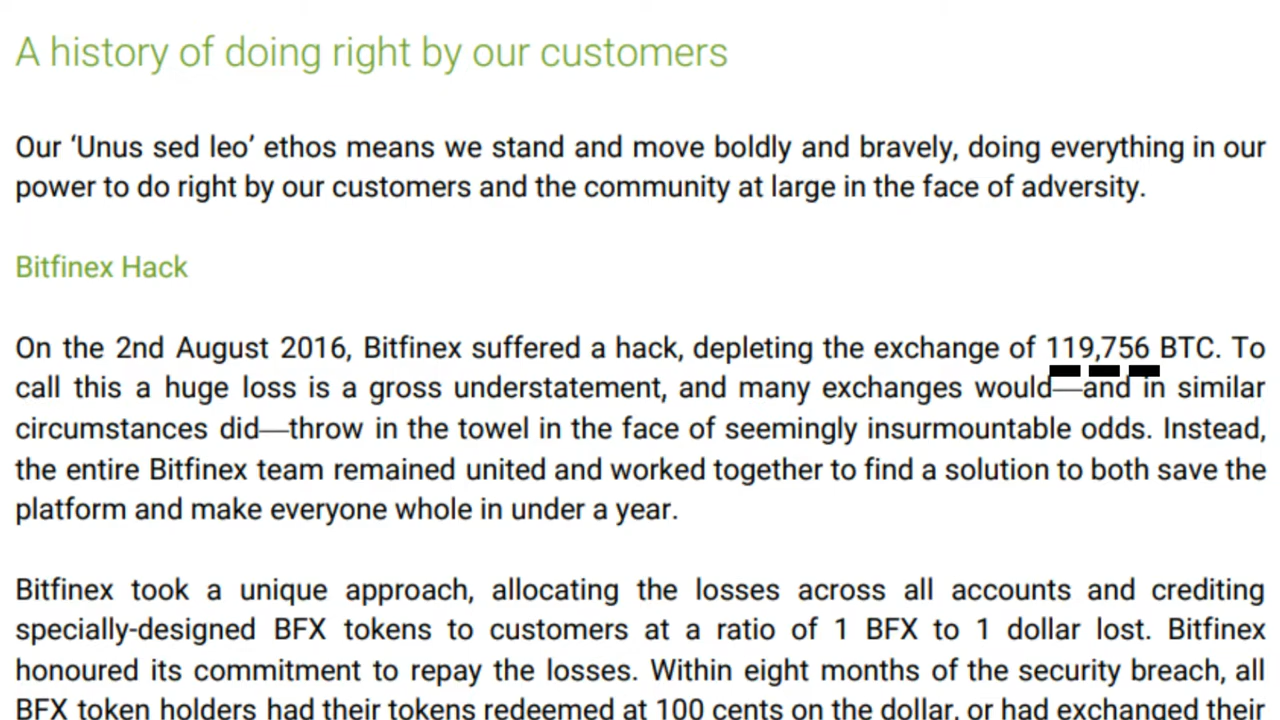 A history of doing right by our customers
Our ‘Unus sed leo’ ethos means we stand and move boldly and bravely, doing everything in our
power to do right by our customers and the community at large in the face of adversity.
Bitfinex Hack
On the 2nd August 2016, Bitfinex suffered a hack, depleting the exchange of 119,756 BTC. To
call this a huge loss is a gross understatement, and many exchanges would—and in similar
circumstances did—throw in the towel in the face of seemingly insurmountable odds. Instead,
the entire Bitfinex team remained united and worked together to find a solution to both save the
platform and make everyone whole in under a year.
Bitfinex took a unique approach, allocating the losses across all accounts and crediting
specially-designed BFX tokens to customers at a ratio of 1 BFX to 1 dollar lost. Bitfinex
honoured its commitment to repay the losses. Within eight months of the security breach, all
BFX token holders had their tokens redeemed at 100 cents on the dollar, or had exchanged their